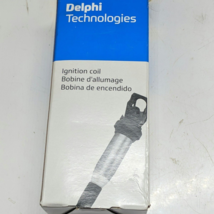 Delphi
Technologies
Ignition coil
Bobine d'allumage
Bobina de encendido